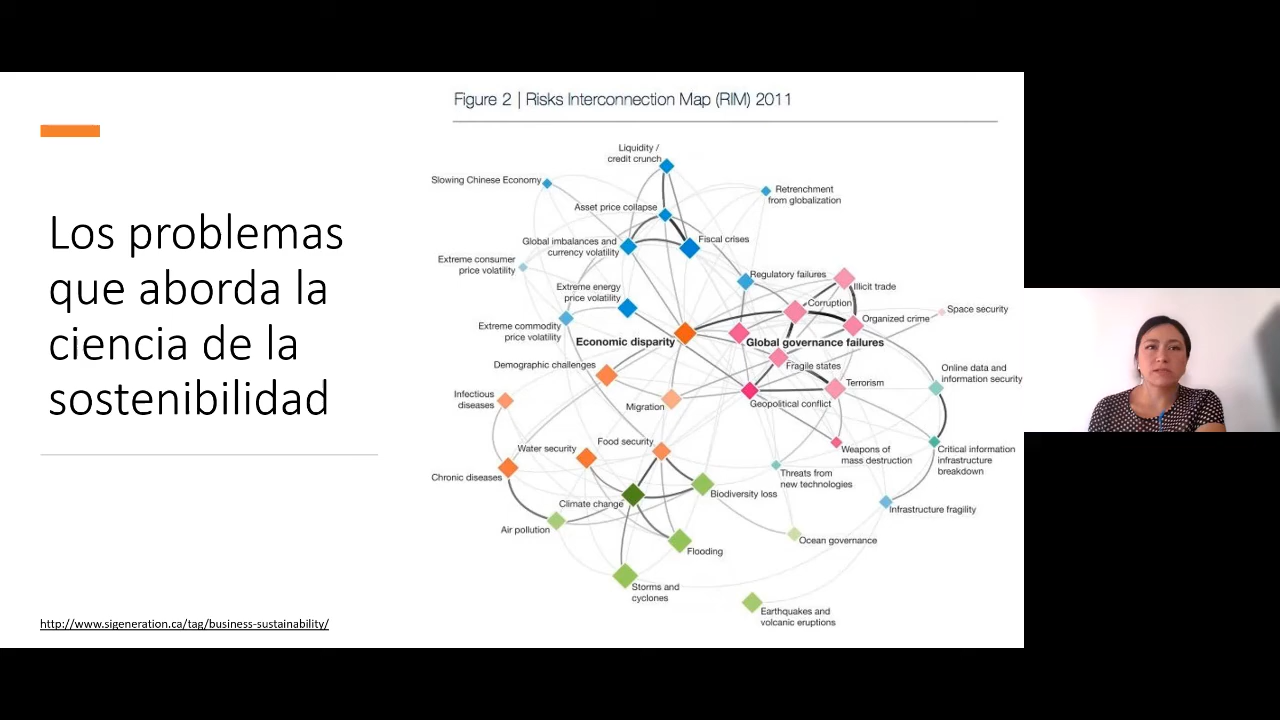 Figure 2 | Risks Interconnection Map (RIM) 2011
Los problemas
que aborda la
ciencia de la
sostenibilidad
http://www.sigeneration.ca/tag/business-sustainability/
Liquidity /
credit crunch
Slowing Chinese Economy
Retrenchment
from globalization
Asset price collapse
Global imbalances and
currency volatility
Fiscal crises
Extreme consumer
price volatility
Regulatory failures
Illicit trade
Extreme energy
price volatility
Corruption
Space security
Organized crime
Extreme commodity
price volatility
Economic disparity
Global governance failures
Demographic challenges
Fragile states
Online data and
information security
Terrorism
Infectious
diseases
Migration
Geopolitical conflict
Water security
Food security
Weapons of
mass destruction
Critical information
infrastructure
breakdown
Chronic diseases
Threats from
new technologies
Climate change
Biodiversity loss
Infrastructure fragility
Air pollution
Ocean governance
Flooding
Storms and
cyclones
Earthquakes and
volcanic eruptions